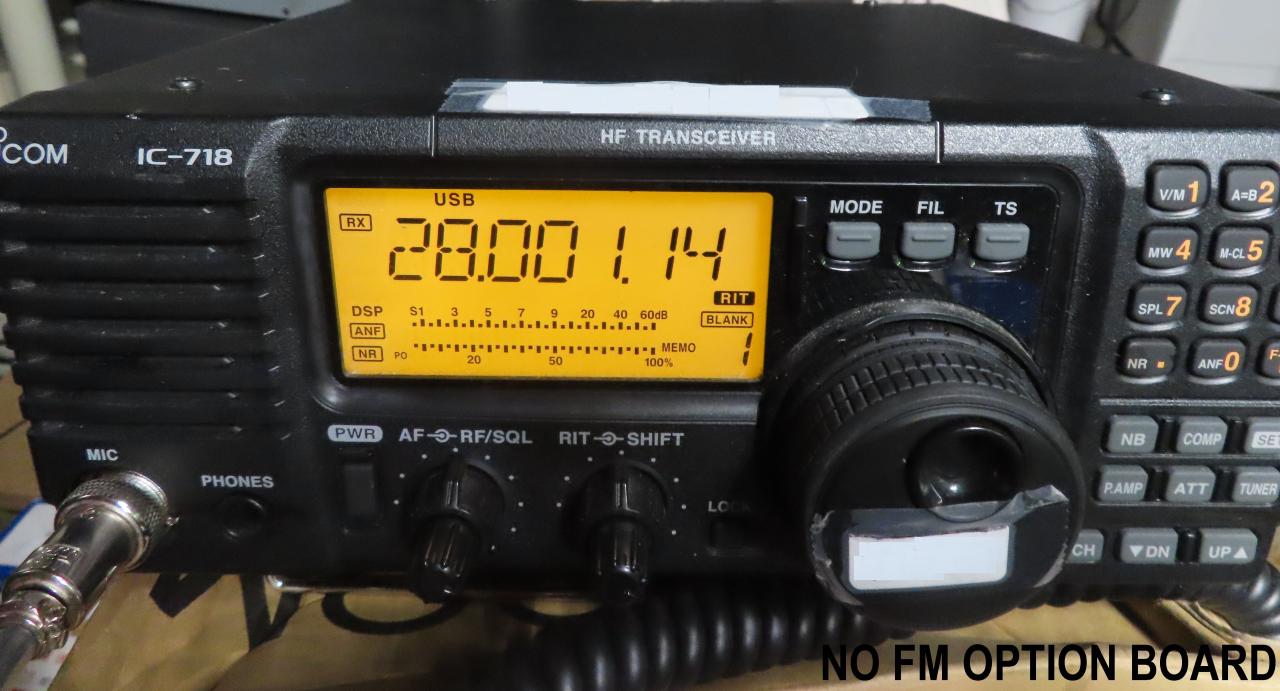 COM
IC-718
HF TRANSCEIVER
USB
RX
28.001.14
RIT
DSP
S1 3 5 7 9 20 40 60dB
BLANK
ANF
NR
PO
20 50 100%
MEMO
1
MODE FIL TS
V/M 1
A=B 2
MW 4
M-CL 5
SPL 7
SCN 8
NR .
ANF 0
F
PWR
AF RF/SQL
RIT SHIFT
MIC
PHONES
LOCK
NB
COMP
SET
P.AMP
ATT
TUNER
CH
▼DN
UP▲
NO FM OPTION BOARD